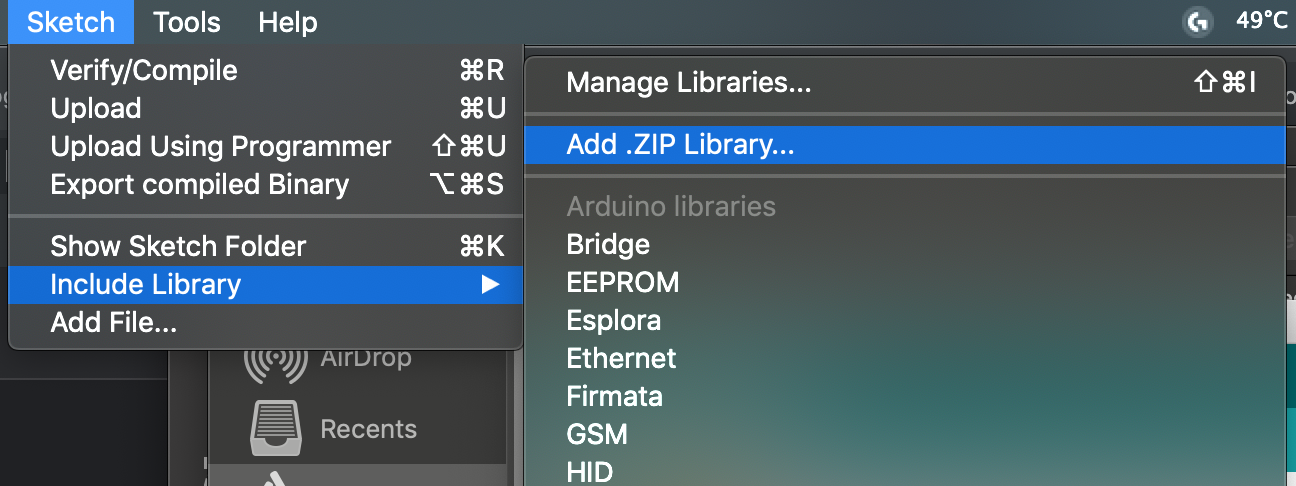 Sketch Tools Help 49°C
Verify/Compile ⌘R
Upload ⌘U
Upload Using Programmer ⇧⌘U
Export compiled Binary ⌥⌘S
Show Sketch Folder ⌘K
Include Library ▶
Add File...
Manage Libraries... ⇧⌘I
Add .ZIP Library...
Arduino libraries
Bridge
EEPROM
Esplora
Ethernet
Firmata
GSM
HID
AirDrop
Recents